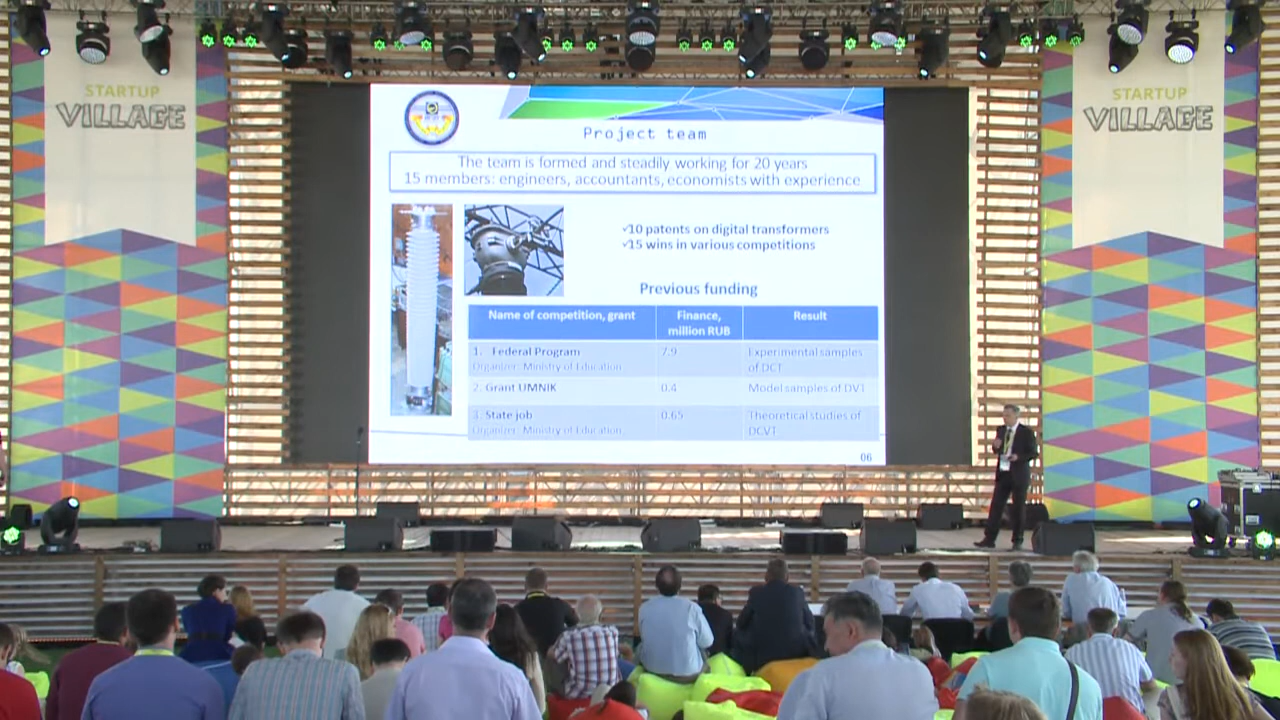 STARTUP
VILLAGE
STARTUP
VILLAGE
Project team
The team is formed and steadily working for 20 years
15 members: engineers, accountants, economists with experience
✓10 patents on digital transformers
✓15 wins in various competitions
Previous funding
Name of competition, grant
Finance,
million RUB
Result
1. Federal Program
Organizer: Ministry of Education
7.9
Experimental samples
of DCT
2. Grant UMNIK
0.4
Model samples of DVT
3. State job
Organizer: Ministry of Education
0.65
Theoretical studies of
DCVT
06